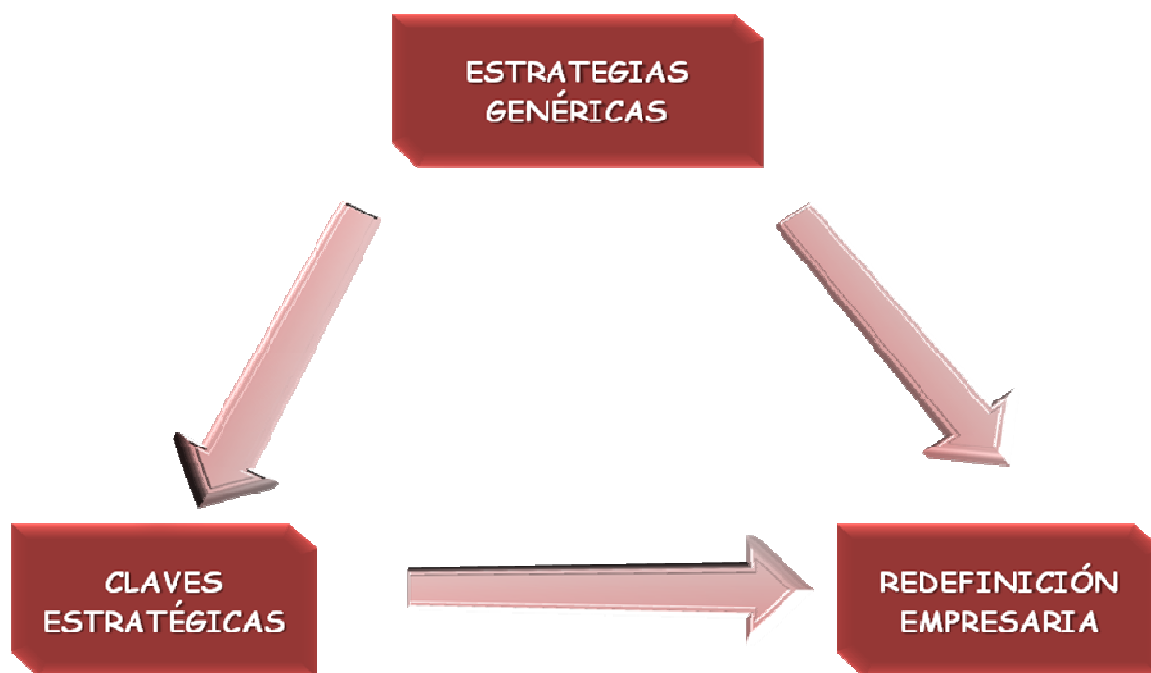 ESTRATEGIAS
GENÉRICAS
CLAVES
ESTRATÉGICAS
REDEFINICIÓN
EMPRESARIA